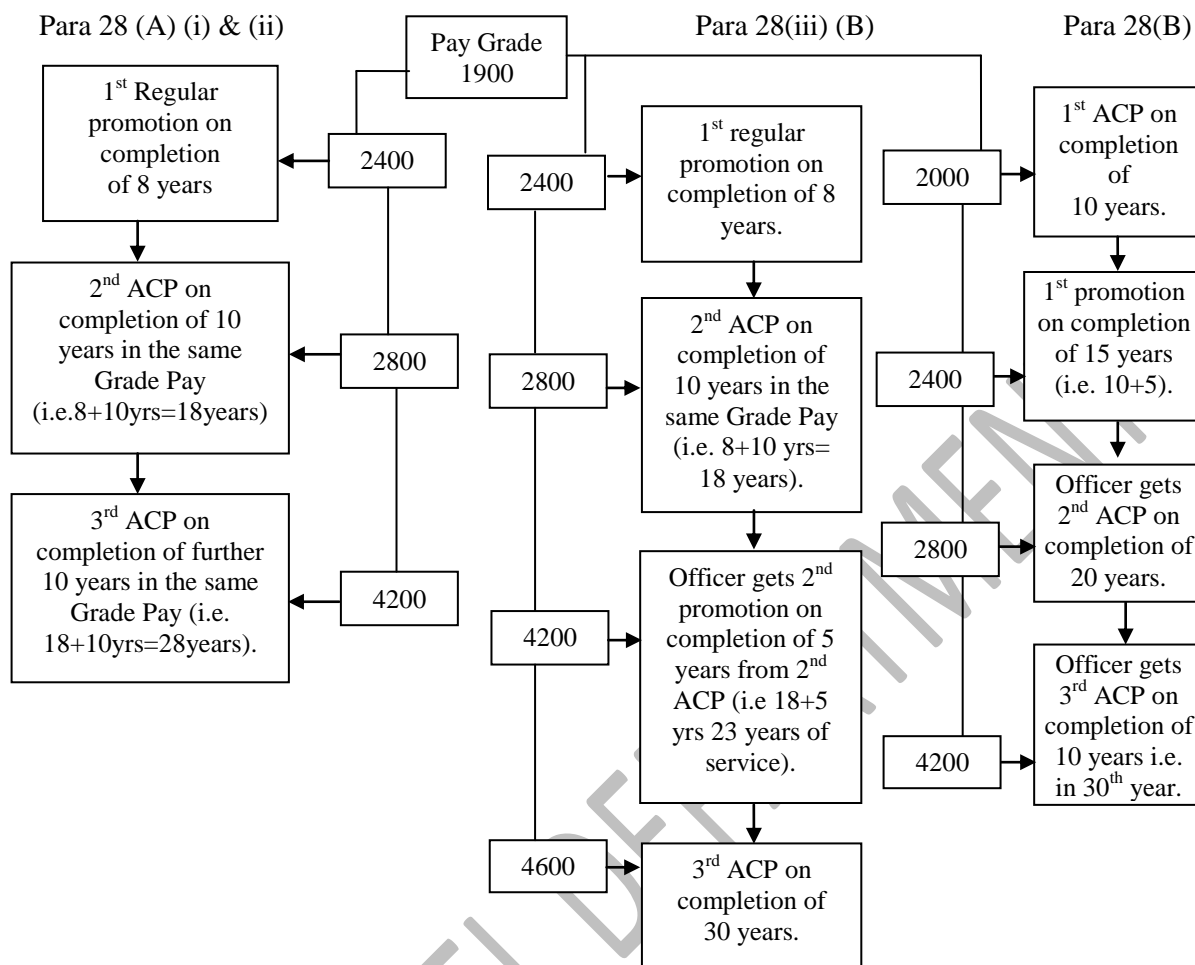 Para 28 (A) (i) & (ii)
Pay Grade
1900
Para 28(iii) (B)
Para 28(B)
1st Regular
promotion on
completion
of 8 years
2400
2nd ACP on
completion of 10
years in the same
Grade Pay
(i.e.8+10yrs=18years)
2800
3rd ACP on
completion of further
10 years in the same
Grade Pay (i.e.
18+10yrs=28years).
4200
2400
1st regular
promotion on
completion of 8
years.
2800
2nd ACP on
completion of
10 years in the
same Grade Pay
(i.e. 8+10 yrs=
18 years).
4200
Officer gets 2nd
promotion on
completion of 5
years from 2nd
ACP (i.e 18+5
yrs 23 years of
service).
4600
3rd ACP on
completion of
30 years.
2000
1st ACP on
completion
of
10 years.
2400
1st promotion
on completion
of 15 years
(i.e. 10+5).
2800
Officer gets
2nd ACP on
completion of
20 years.
4200
Officer gets
3rd ACP on
completion of
10 years i.e.
in 30th year.